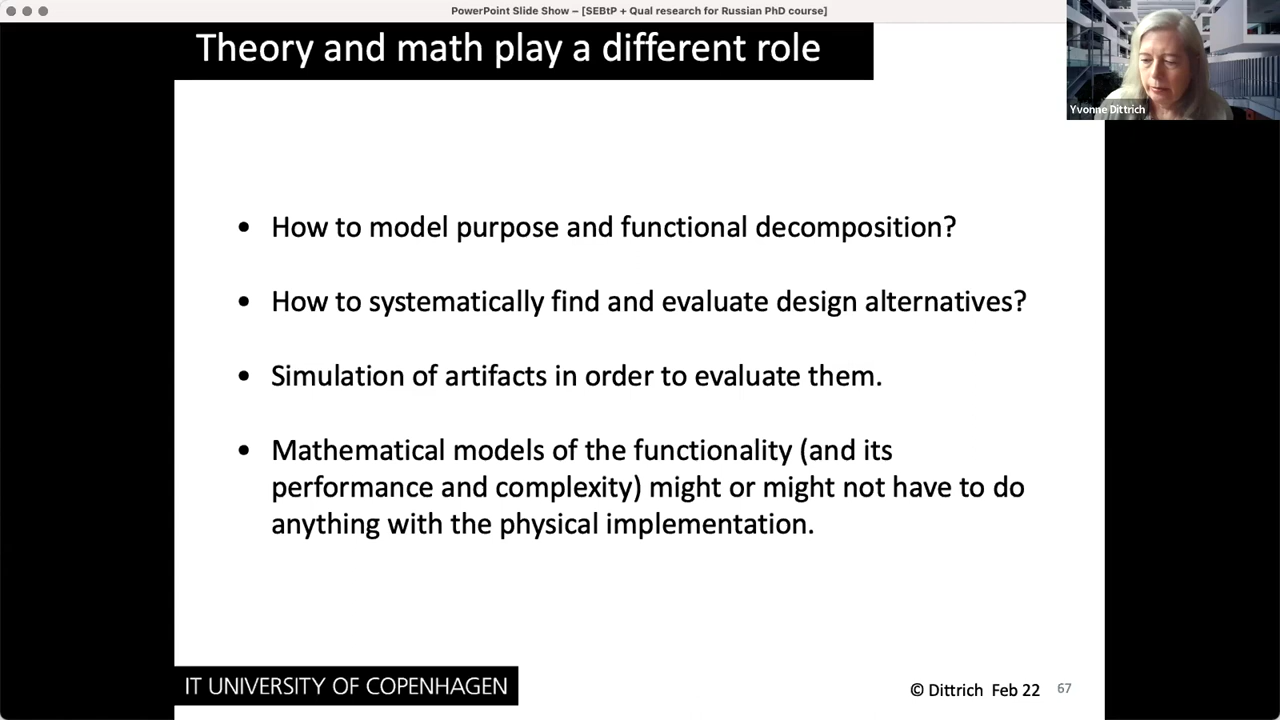 PowerPoint Slide Show – [SEBtP + Qual research for Russian PhD course]
Theory and math play a different role
Yvonne Dittrich
• How to model purpose and functional decomposition?
• How to systematically find and evaluate design alternatives?
• Simulation of artifacts in order to evaluate them.
• Mathematical models of the functionality (and its
performance and complexity) might or might not have to do
anything with the physical implementation.
IT UNIVERSITY OF COPENHAGEN
© Dittrich Feb 22 67